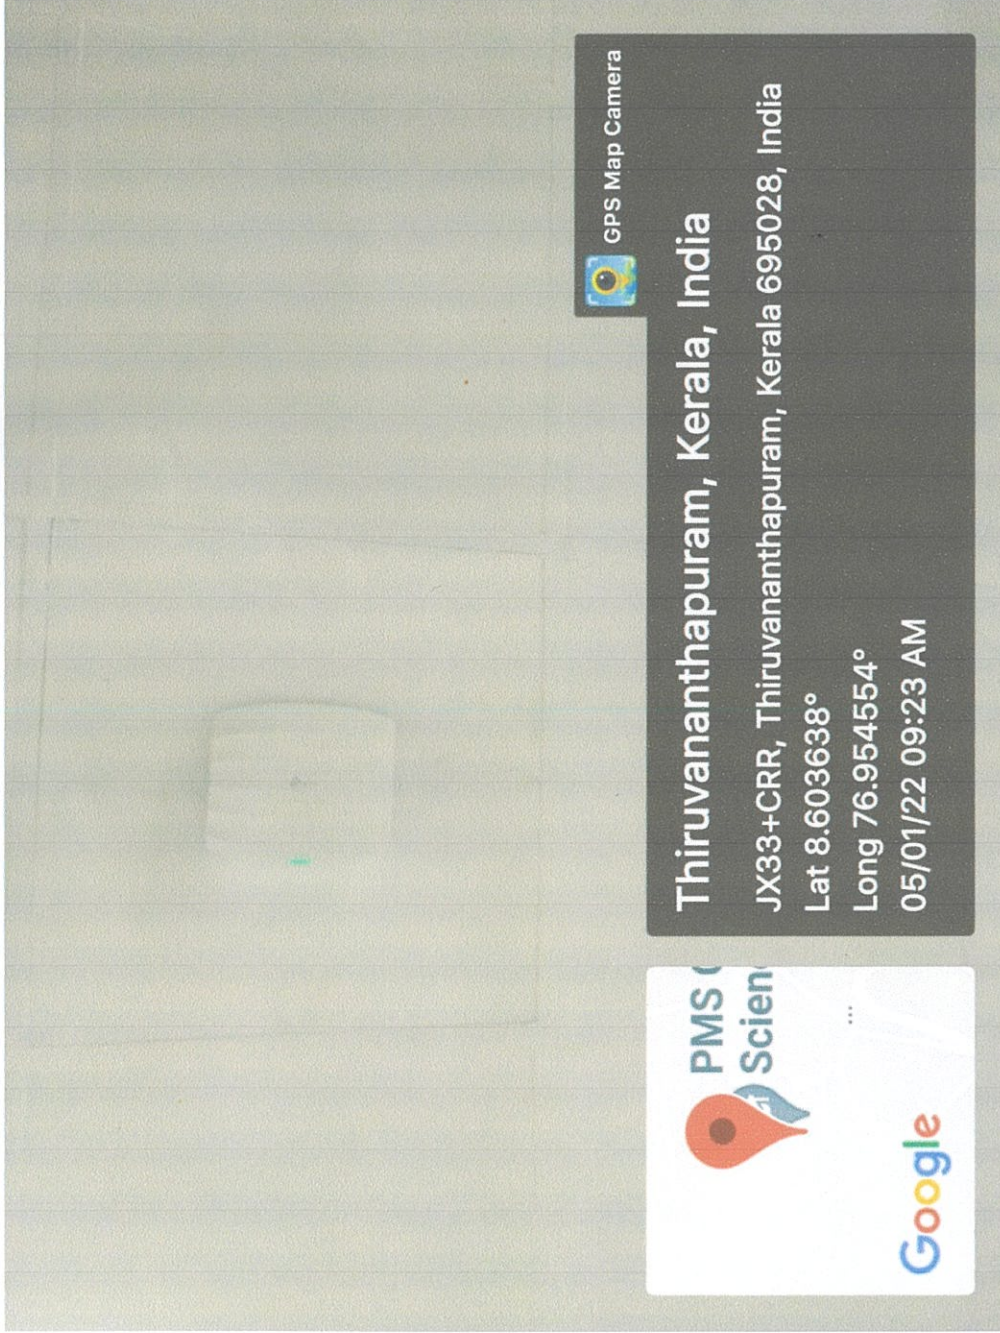 GPS Map Camera
Thiruvananthapuram, Kerala, India
JX33+CRR, Thiruvananthapuram, Kerala 695028, India
Lat 8.603638°
Long 76.954554°
05/01/22 09:23 AM
PMS C
Scien
...
Google